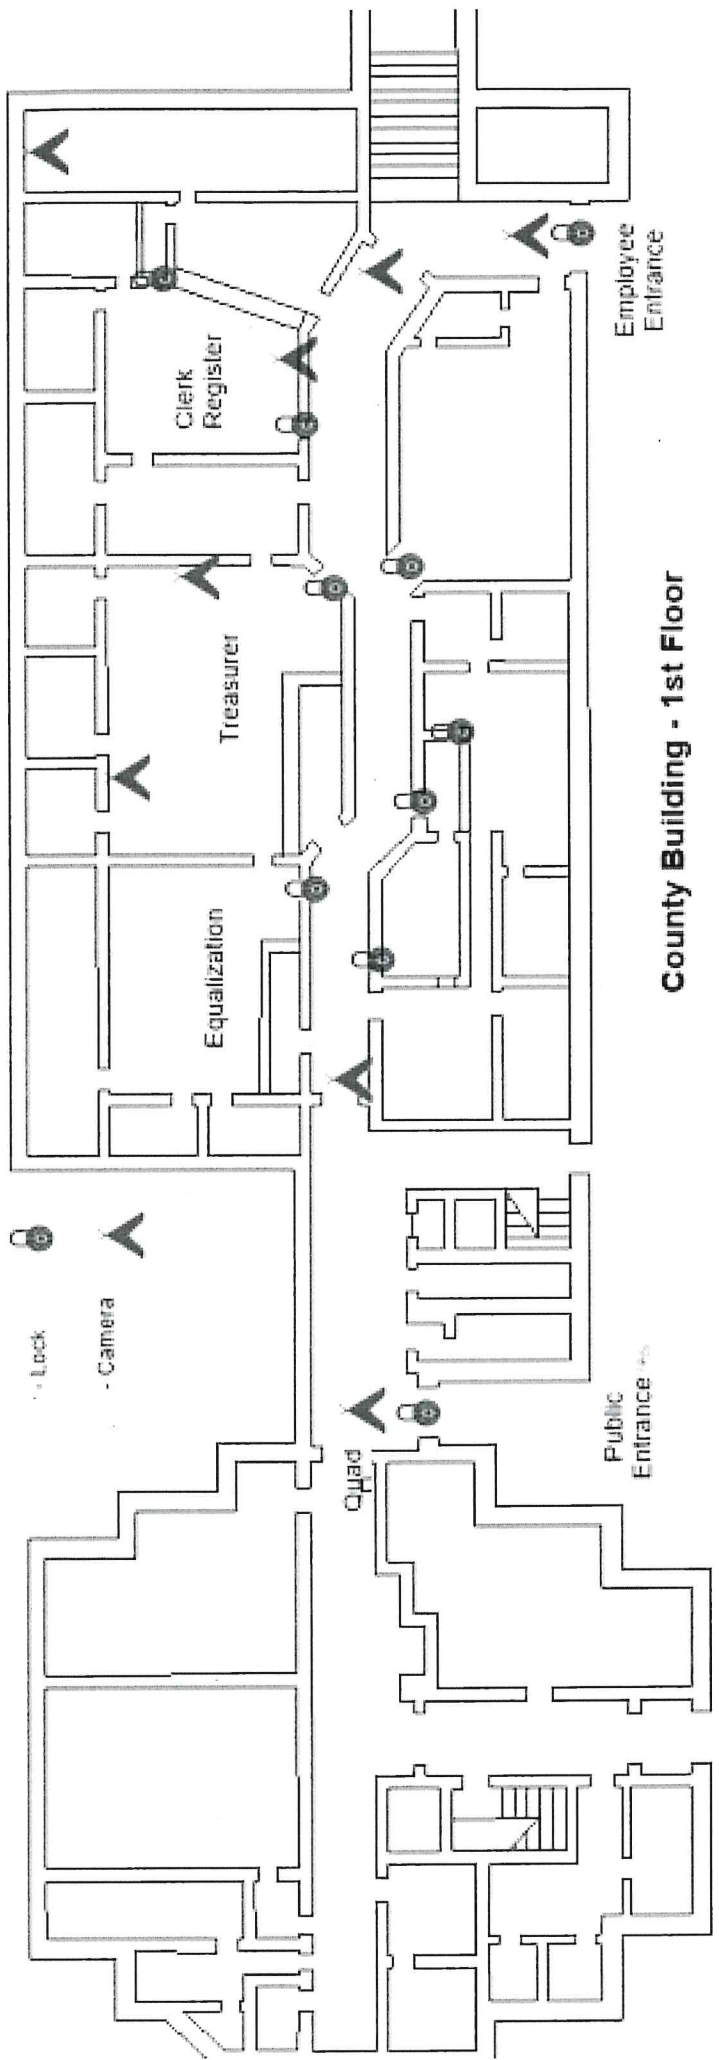 - Lock
- Camera
Equalization
Treasurer
Clerk
Register
Quad
Public
Entrance
Employee
Entrance
County Building - 1st Floor